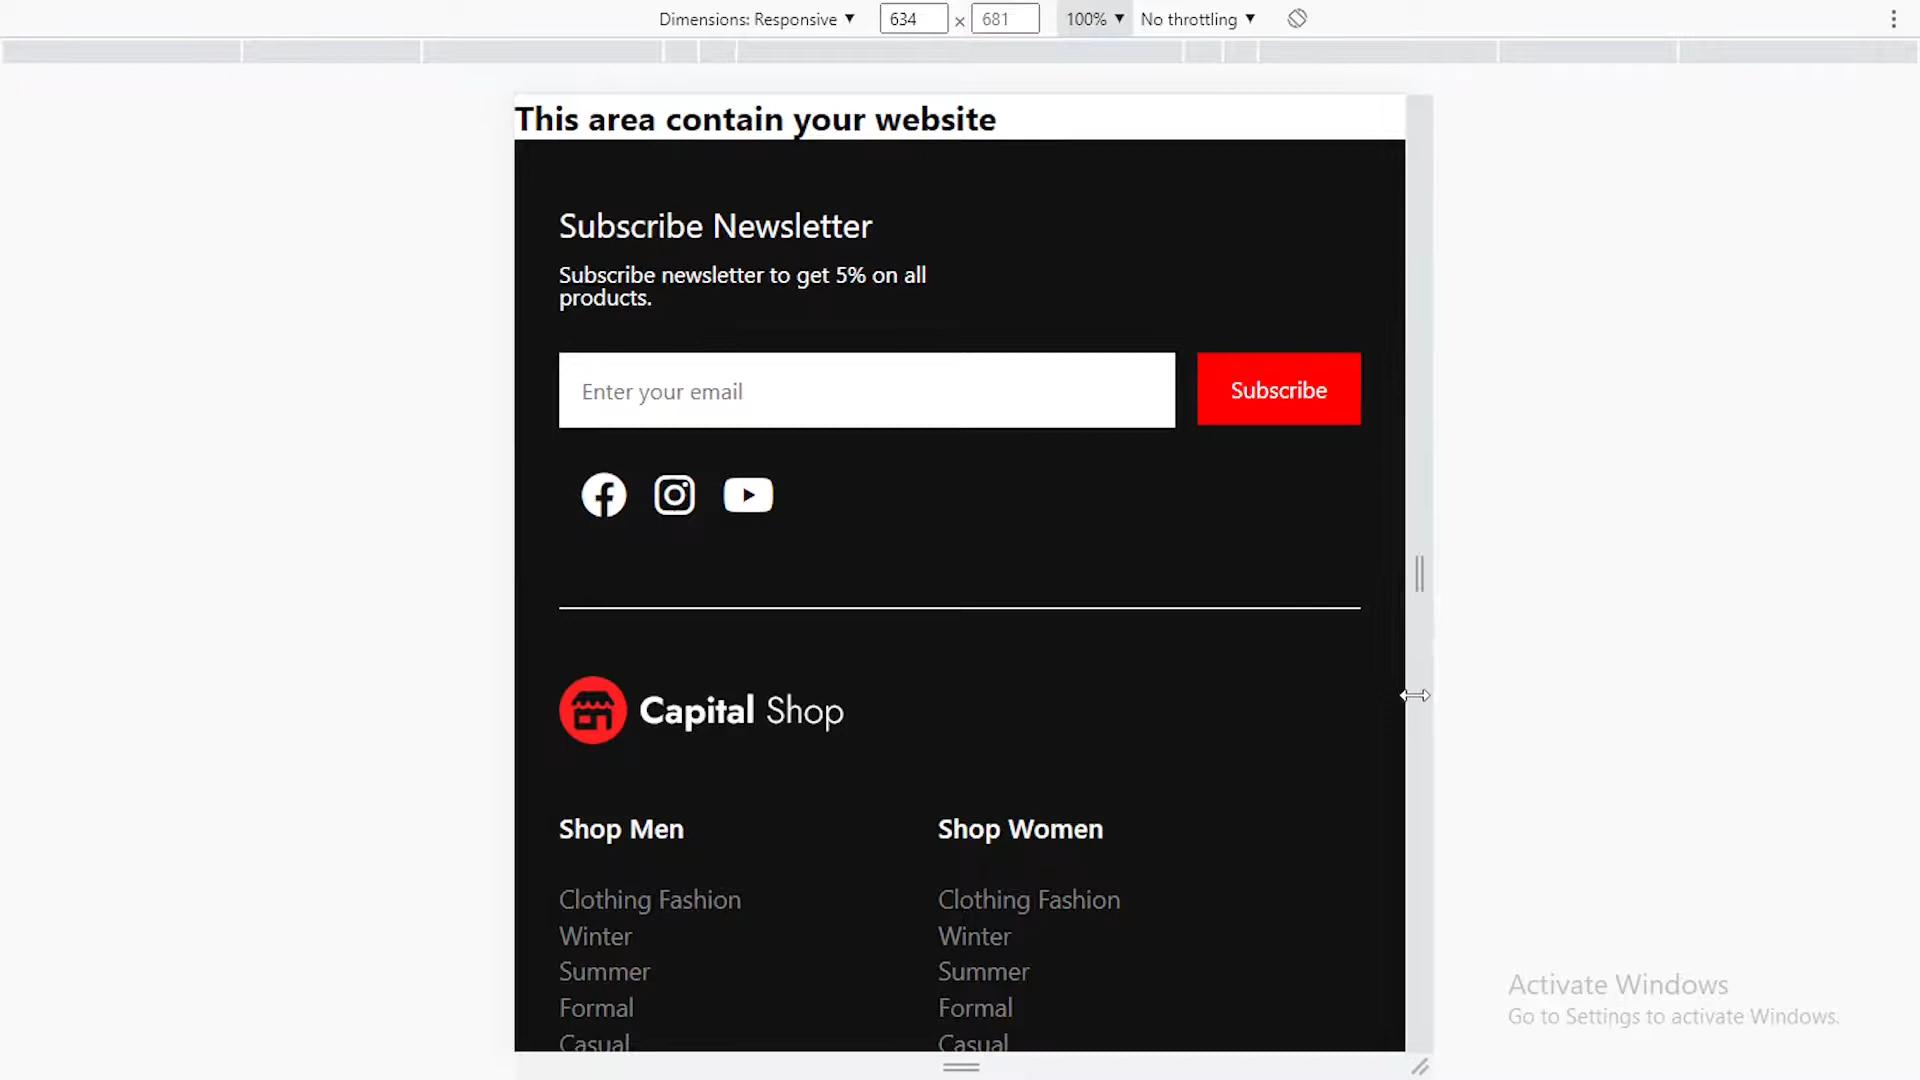 Dimensions: Responsive ▼ 634 × 681 100% ▼ No throttling ▼
This area contain your website
Subscribe Newsletter
Subscribe newsletter to get 5% on all
products.
Enter your email Subscribe
Capital Shop
Shop Men Shop Women
Clothing Fashion Clothing Fashion
Winter Winter
Summer Summer
Formal Formal
Casual Casual
Activate Windows
Go to Settings to activate Windows.